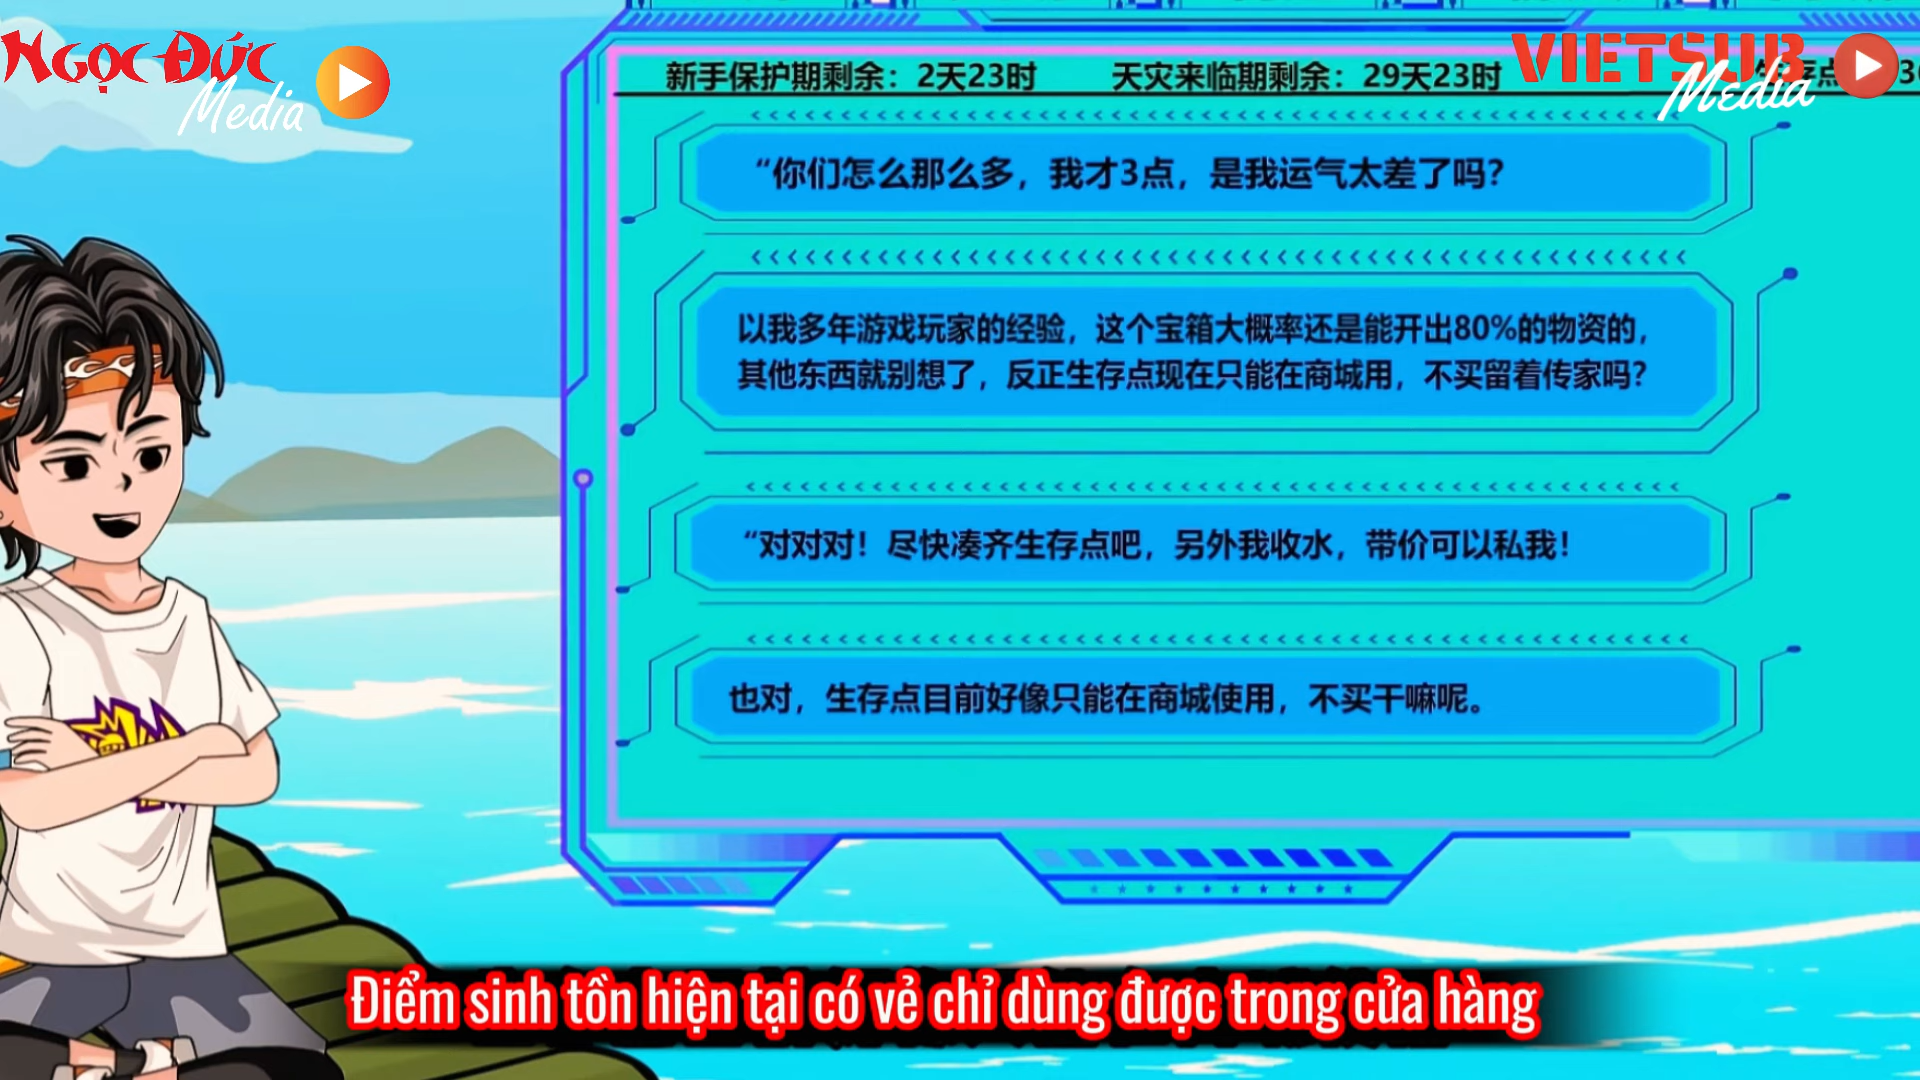 NGỌC ĐỨC
Media
VIETSUB
Media
新手保护期剩余：2天23时
天灾来临期剩余：29天23时
“你们怎么那么多，我才3点，是我运气太差了吗？
以我多年游戏玩家的经验，这个宝箱大概率还是能开出80%的物资的，
其他东西就别想了，反正生存点现在只能在商城用，不买留着传家吗？
“对对对！尽快凑齐生存点吧，另外我收水，带价可以私我！
也对，生存点目前好像只能在商城使用，不买干嘛呢。
Điểm sinh tồn hiện tại có vẻ chỉ dùng được trong cửa hàng